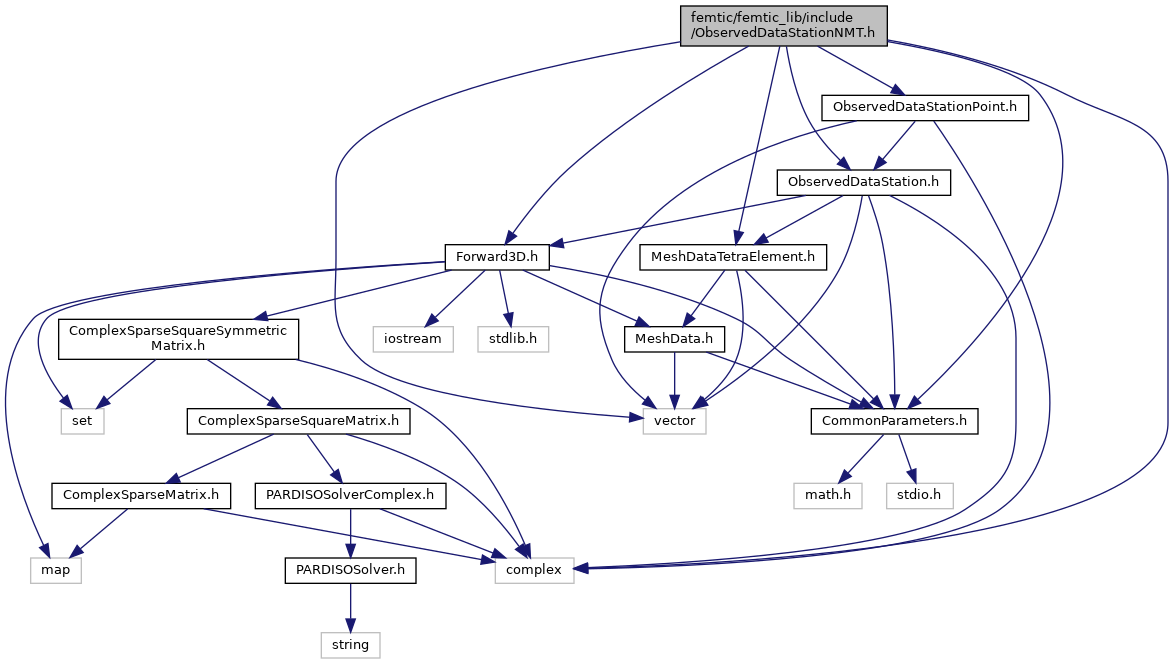 femtic/femtic_lib/include
/ObservedDataStationNMT.h
ObservedDataStationPoint.h
ObservedDataStation.h
Forward3D.h
MeshDataTetraElement.h
ComplexSparseSquareSymmetric
Matrix.h
iostream
stdlib.h
MeshData.h
set
ComplexSparseSquareMatrix.h
vector
CommonParameters.h
ComplexSparseMatrix.h
PARDISOSolverComplex.h
math.h
stdio.h
map
PARDISOSolver.h
complex
string